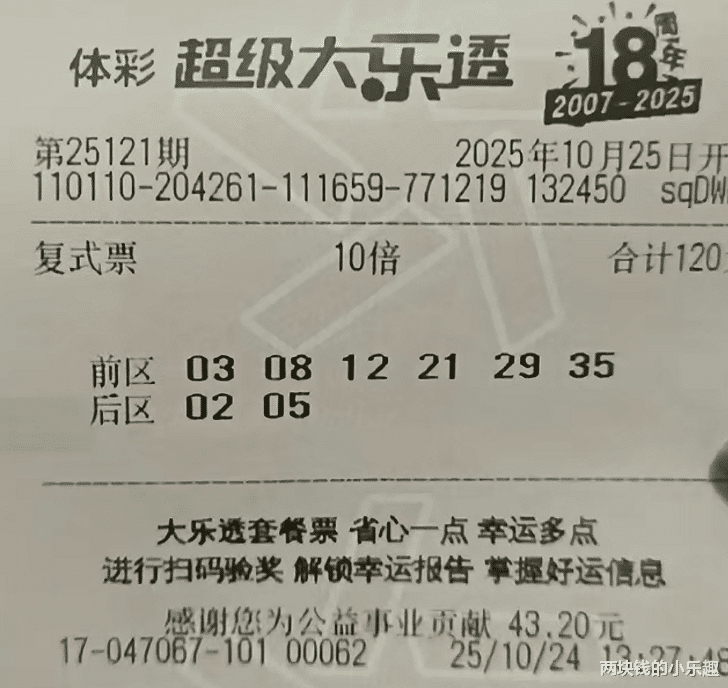 体彩 超级大乐透 18周年
2007-2025
第25121期 2025年10月25日开
110110-204261-111659-771219 132450 sqDW
复式票 10倍 合计120
前区 03 08 12 21 29 35
后区 02 05
大乐透套餐票 省心一点 幸运多点
进行扫码验奖 解锁幸运报告 掌握好运信息
感谢您为公益事业贡献 43.20元
17-047067-101 00062 25/10/24 13:27:48
两块钱的小乐趣